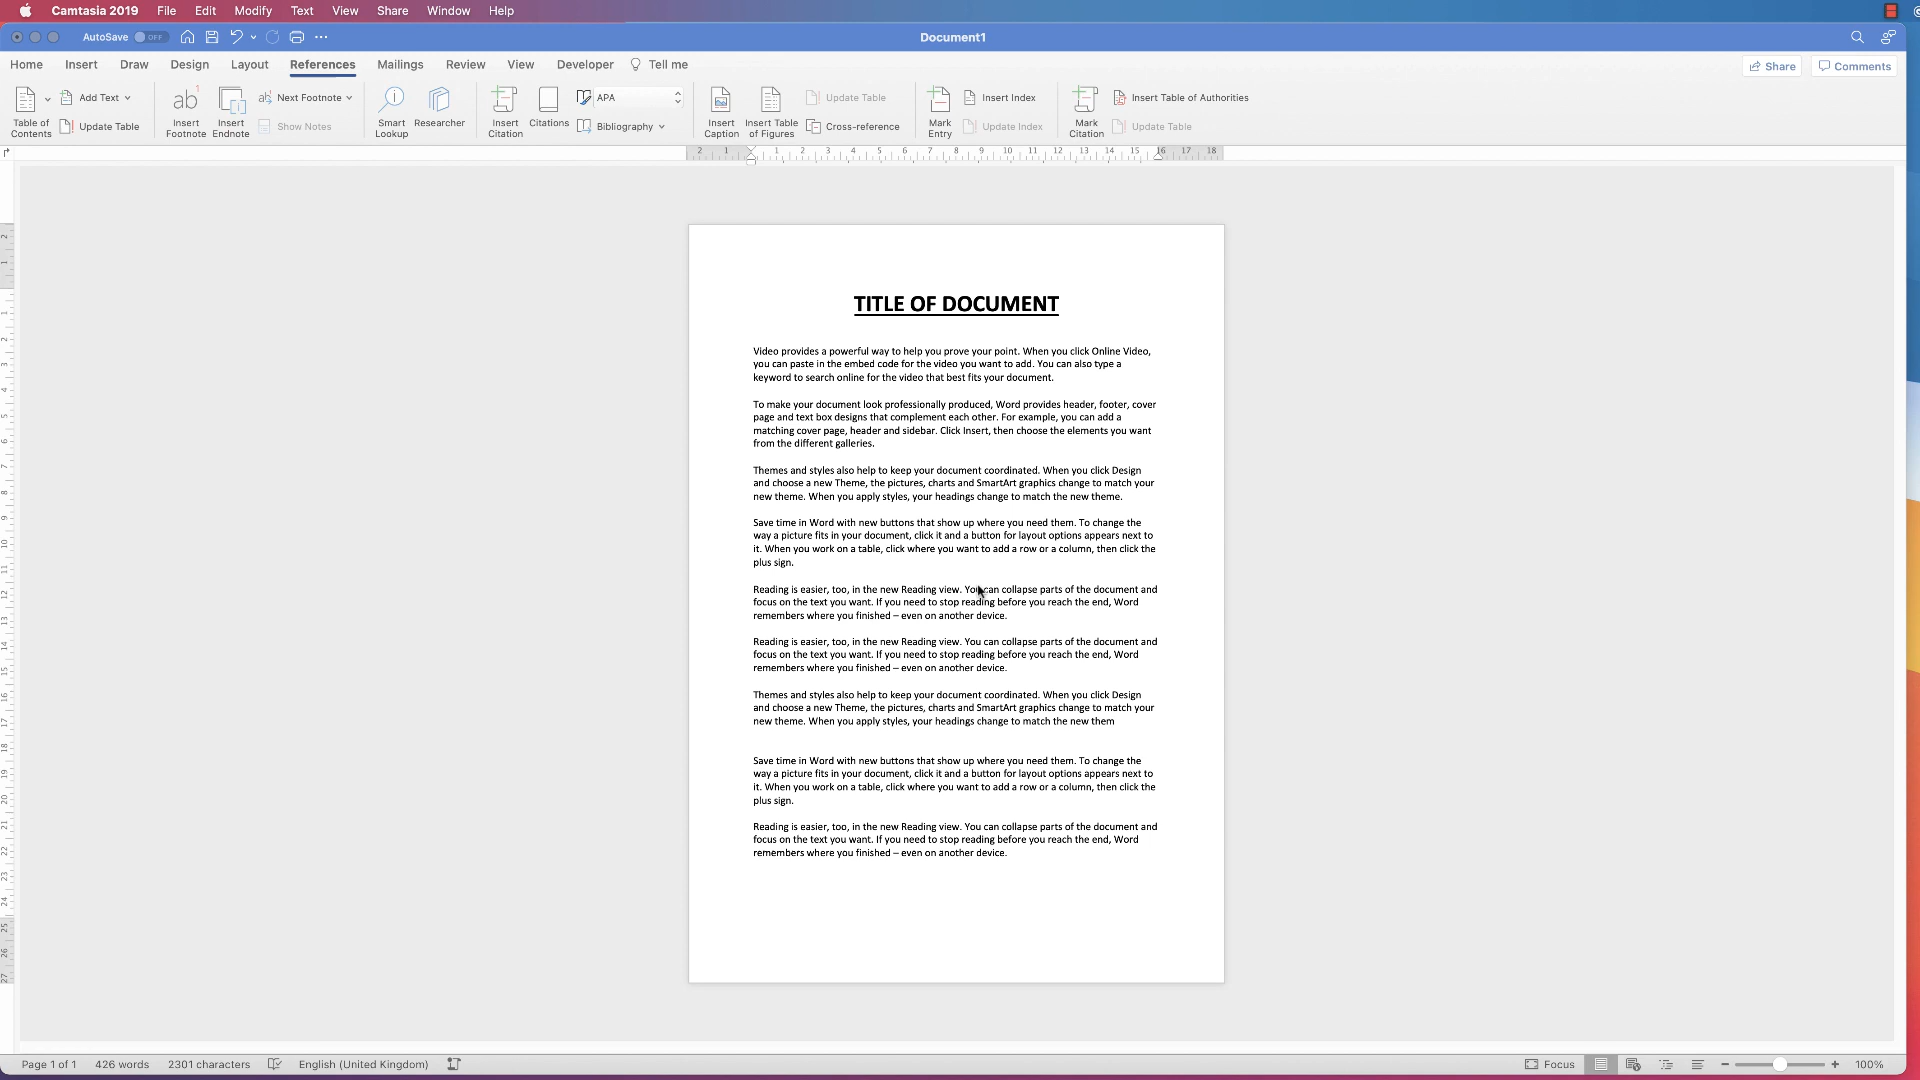 Camtasia 2019 File Edit Modify Text View Share Window Help
AutoSave OFF Document1
Home Insert Draw Design Layout References Mailings Review View Developer Tell me Share Comments
Table of Contents
Add Text
Update Table
ab
Insert Footnote
Insert Endnote
ab Next Footnote
Show Notes
Smart Lookup
Researcher
Insert Citation
Citations
APA
Bibliography
Insert Caption
Insert Table of Figures
Update Table
Cross-reference
Mark Entry
Insert Index
Update Index
Mark Citation
Insert Table of Authorities
Update Table
2 1 1 2 3 4 5 6 7 8 9 10 11 12 13 14 15 16 17 18
TITLE OF DOCUMENT
Video provides a powerful way to help you prove your point. When you click Online Video,
you can paste in the embed code for the video you want to add. You can also type a
keyword to search online for the video that best fits your document.
To make your document look professionally produced, Word provides header, footer, cover
page and text box designs that complement each other. For example, you can add a
matching cover page, header and sidebar. Click Insert, then choose the elements you want
from the different galleries.
Themes and styles also help to keep your document coordinated. When you click Design
and choose a new Theme, the pictures, charts and SmartArt graphics change to match your
new theme. When you apply styles, your headings change to match the new theme.
Save time in Word with new buttons that show up where you need them. To change the
way a picture fits in your document, click it and a button for layout options appears next to
it. When you work on a table, click where you want to add a row or a column, then click the
plus sign.
Reading is easier, too, in the new Reading view. You can collapse parts of the document and
focus on the text you want. If you need to stop reading before you reach the end, Word
remembers where you finished – even on another device.
Reading is easier, too, in the new Reading view. You can collapse parts of the document and
focus on the text you want. If you need to stop reading before you reach the end, Word
remembers where you finished – even on another device.
Themes and styles also help to keep your document coordinated. When you click Design
and choose a new Theme, the pictures, charts and SmartArt graphics change to match your
new theme. When you apply styles, your headings change to match the new them
Save time in Word with new buttons that show up where you need them. To change the
way a picture fits in your document, click it and a button for layout options appears next to
it. When you work on a table, click where you want to add a row or a column, then click the
plus sign.
Reading is easier, too, in the new Reading view. You can collapse parts of the document and
focus on the text you want. If you need to stop reading before you reach the end, Word
remembers where you finished – even on another device.
Page 1 of 1 426 words 2301 characters English (United Kingdom) Focus 100%